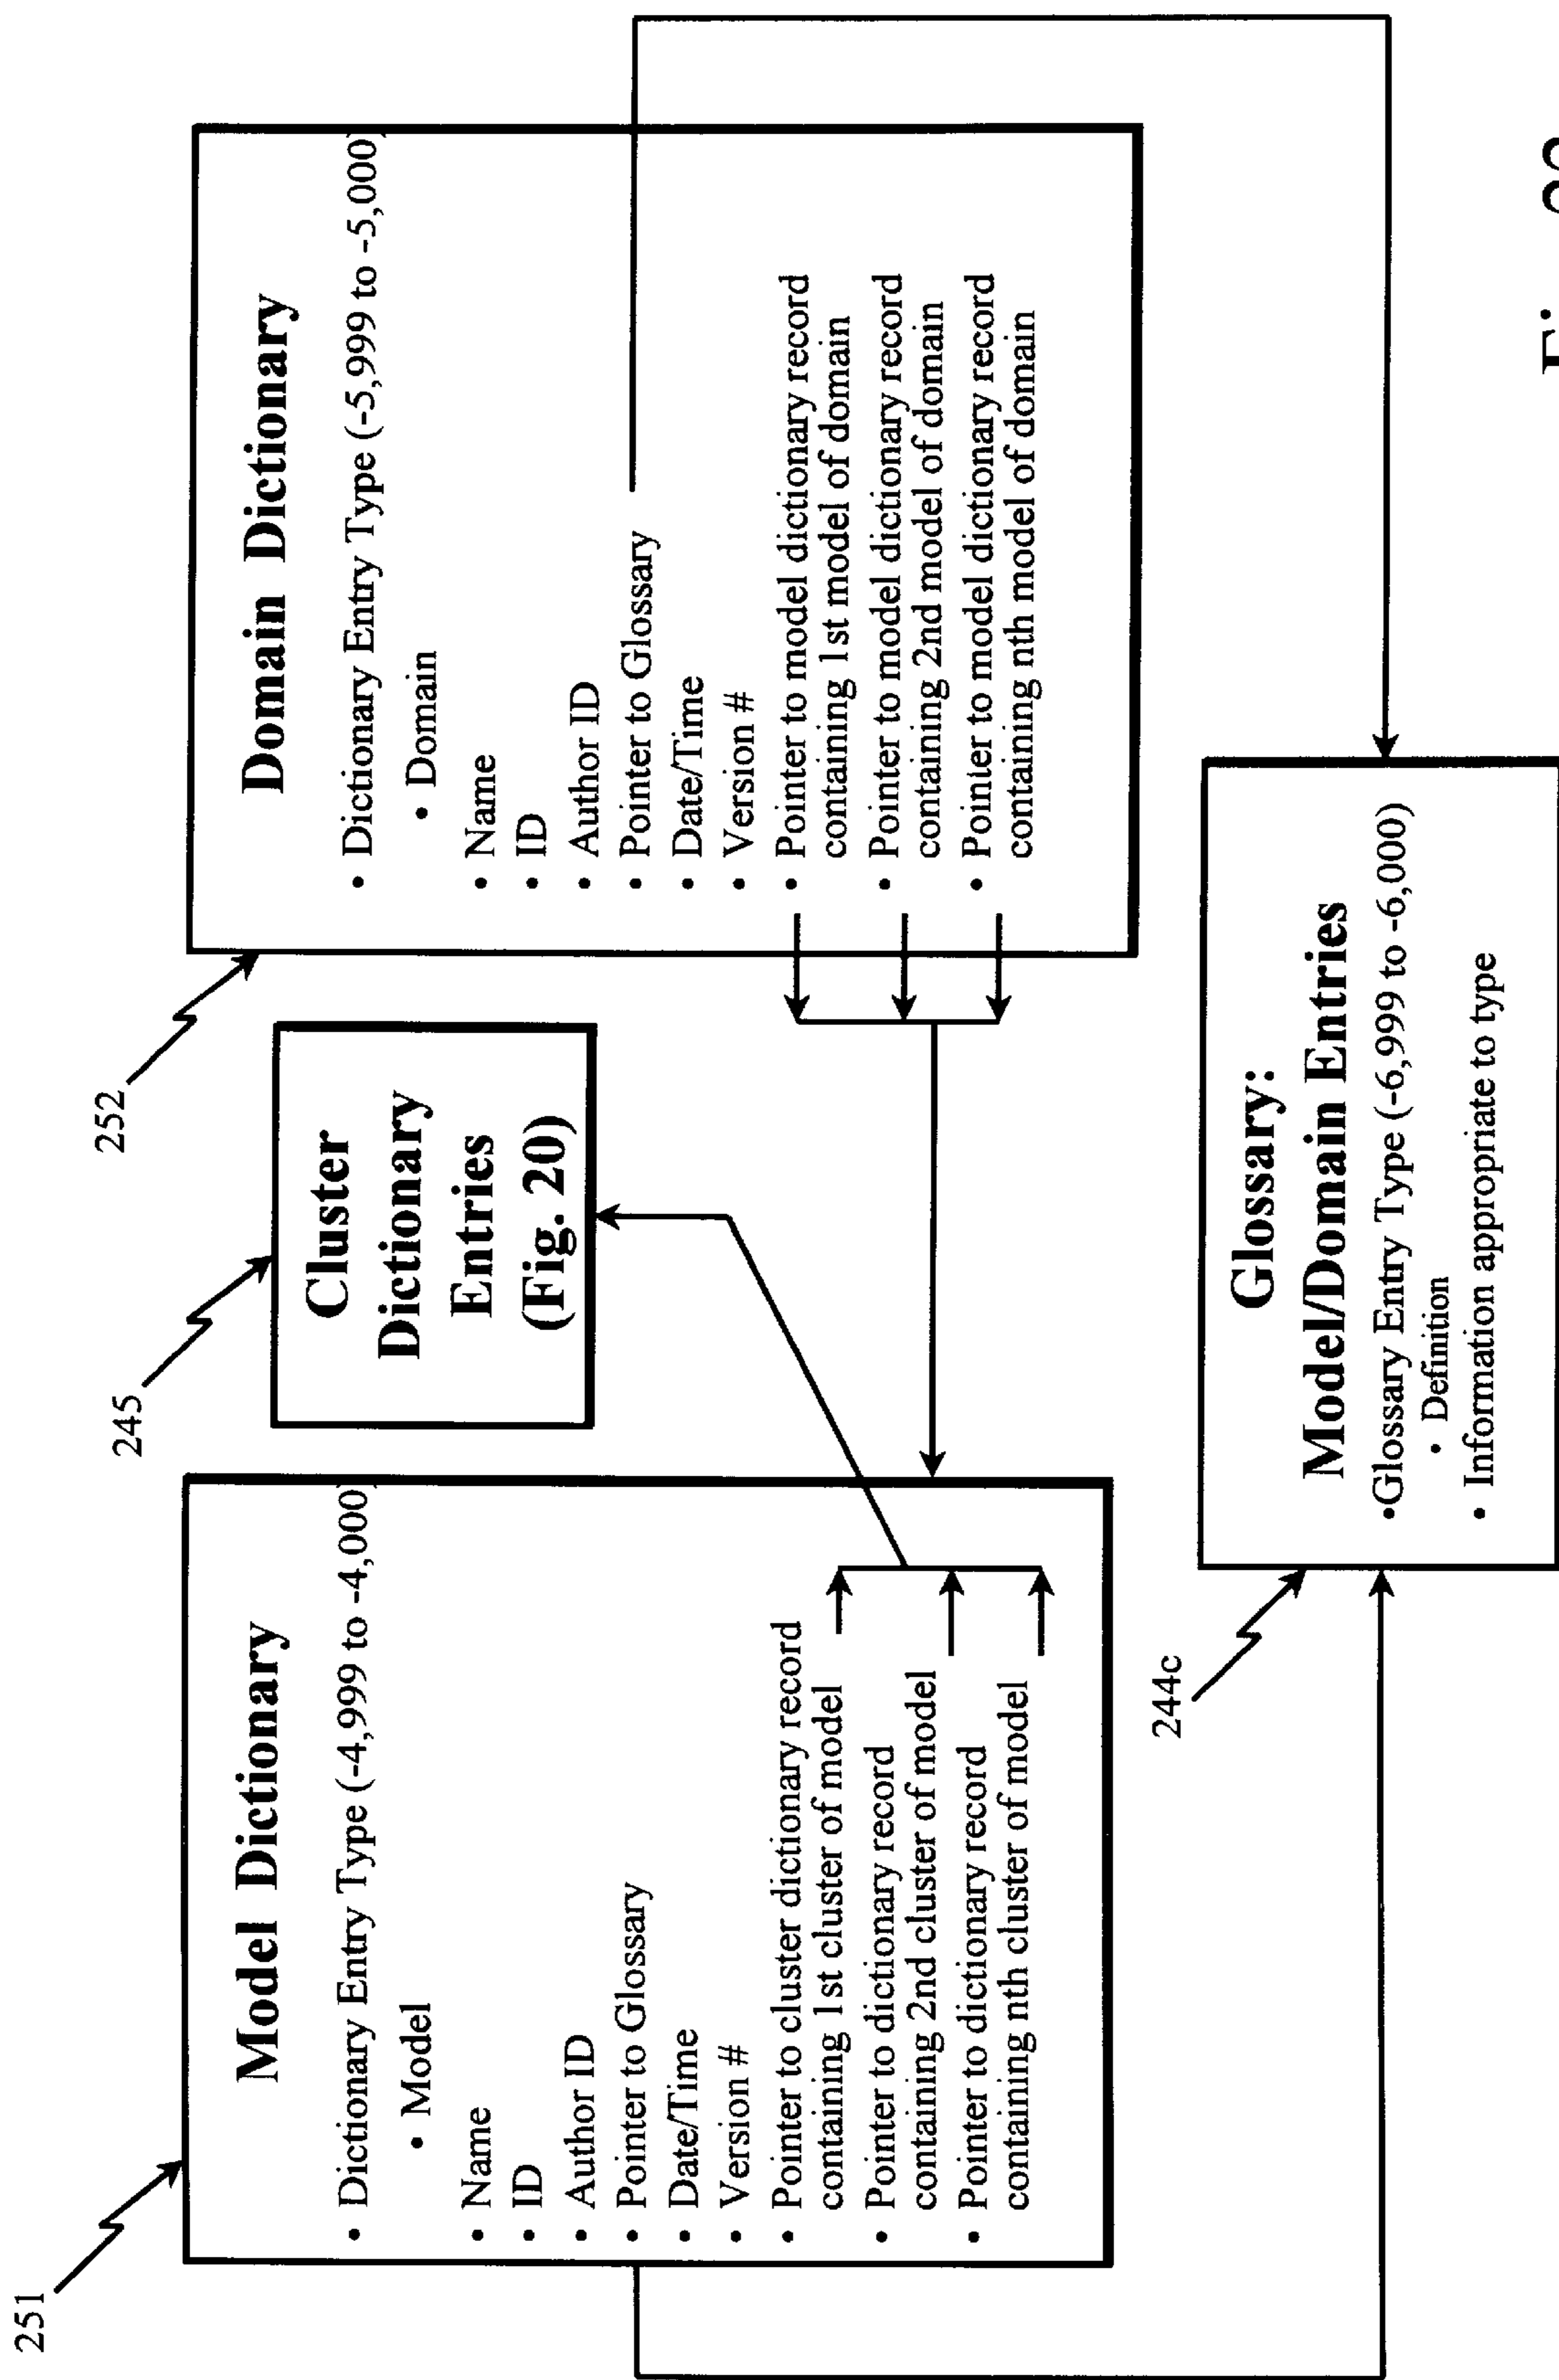 251
Model Dictionary
• Dictionary Entry Type (-4,999 to -4,000)
• Model
• Name
• ID
• Author ID
• Pointer to Glossary
• Date/Time
• Version #
• Pointer to cluster dictionary record
containing 1st cluster of model
• Pointer to dictionary record
containing 2nd cluster of model
• Pointer to dictionary record
containing nth cluster of model
245
Cluster
Dictionary
Entries
(Fig. 20)
252
Domain Dictionary
• Dictionary Entry Type (-5,999 to -5,000)
• Domain
• Name
• ID
• Author ID
• Pointer to Glossary
• Date/Time
• Version #
• Pointer to model dictionary record
containing 1st model of domain
• Pointer to model dictionary record
containing 2nd model of domain
• Pointer to model dictionary record
containing nth model of domain
244c
Glossary:
Model/Domain Entries
•Glossary Entry Type (-6,999 to -6,000)
• Definition
• Information appropriate to type